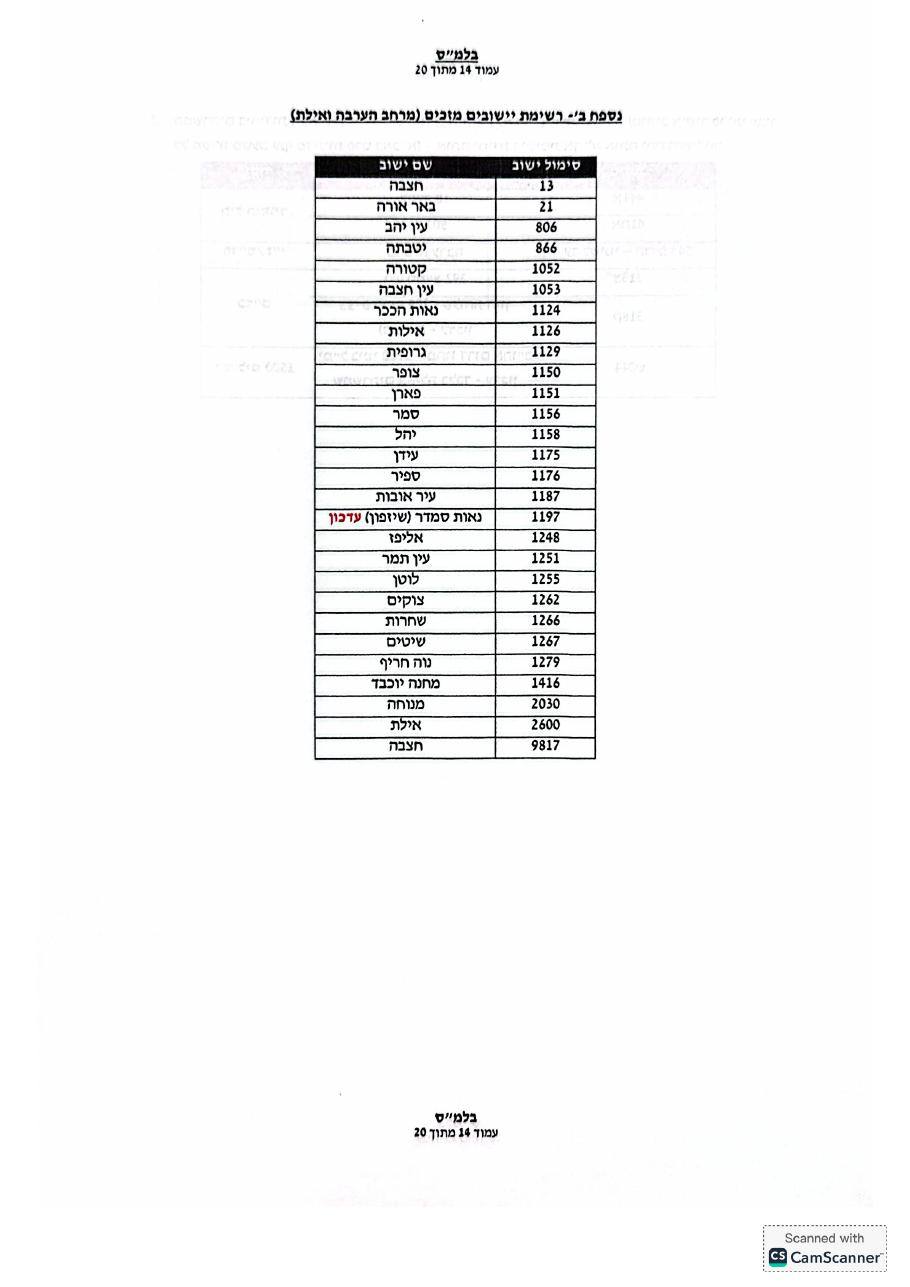 בלמ"ס
עמוד 14 מתוך 20
נספח ב'- רשימת יישובים מזכים (מרחב הערבה ואילת)
סימול ישוב שם ישוב
13 חצבה
21 באר אורה
806 עין יהב
866 יטבתה
1052 קטורה
1053 עין חצבה
1124 נאות הככר
1126 אילות
1129 גרופית
1150 צופר
1151 פארן
1156 סמר
1158 יהל
1175 עידן
1176 ספיר
1187 עיר אובות
1197 נאות סמדר (שיזפון) עדכון
1248 אליפז
1251 עין תמר
1255 לוטן
1262 צוקים
1266 שחרות
1267 שיטים
1279 נוה חריף
1416 מחנה יוכבד
2030 מנוחה
2600 אילת
9817 חצבה
בלמ"ס
עמוד 14 מתוך 20
Scanned with
CS CamScanner